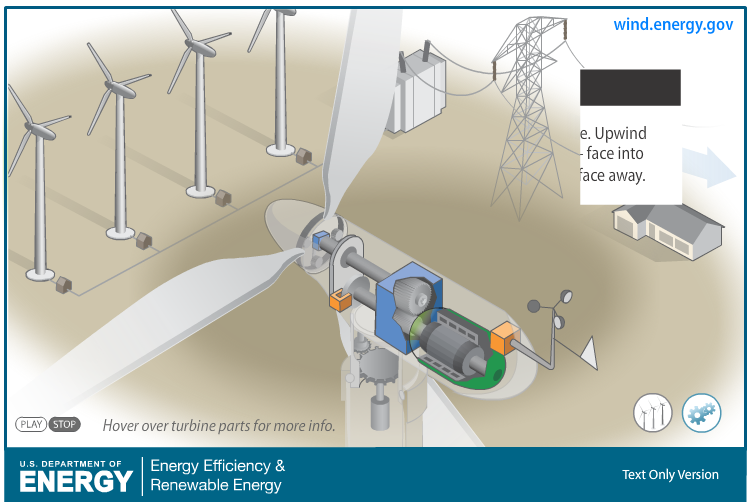 wind.energy.gov
e. Upwind
face into
face away.
PLAY STOP Hover over turbine parts for more info.
U.S. DEPARTMENT OF
ENERGY
Energy Efficiency &
Renewable Energy
Text Only Version